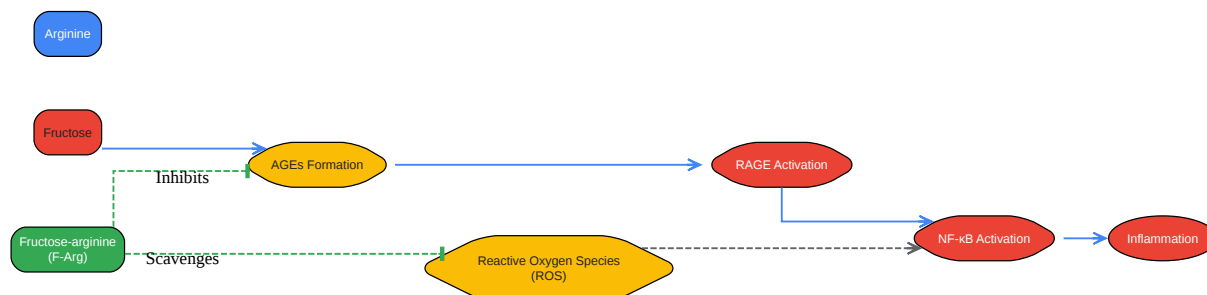 Arginine
Fructose
AGEs Formation
RAGE Activation
Inhibits
Fructose-arginine
(F-Arg)
Scavenges
Reactive Oxygen Species
(ROS)
NF-κB Activation
Inflammation